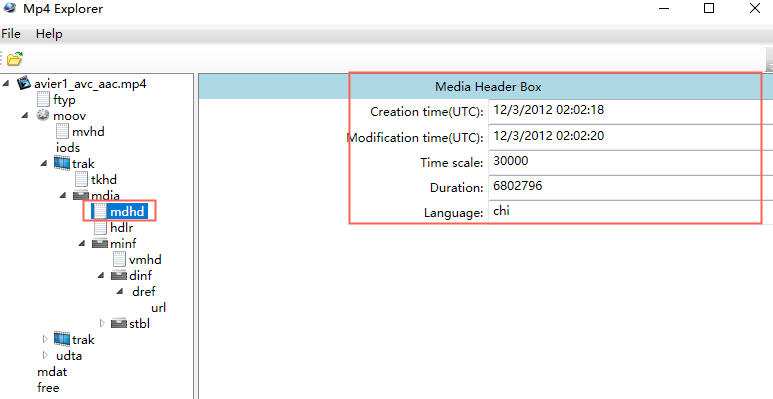 Mp4 Explorer
File Help
avier1_avc_aac.mp4
ftyp
moov
mvhd
iods
trak
tkhd
mdia
mdhd
hdlr
minf
vmhd
dinf
dref
url
stbl
trak
udta
mdat
free
Media Header Box
Creation time(UTC): 12/3/2012 02:02:18
Modification time(UTC): 12/3/2012 02:02:20
Time scale: 30000
Duration: 6802796
Language: chi